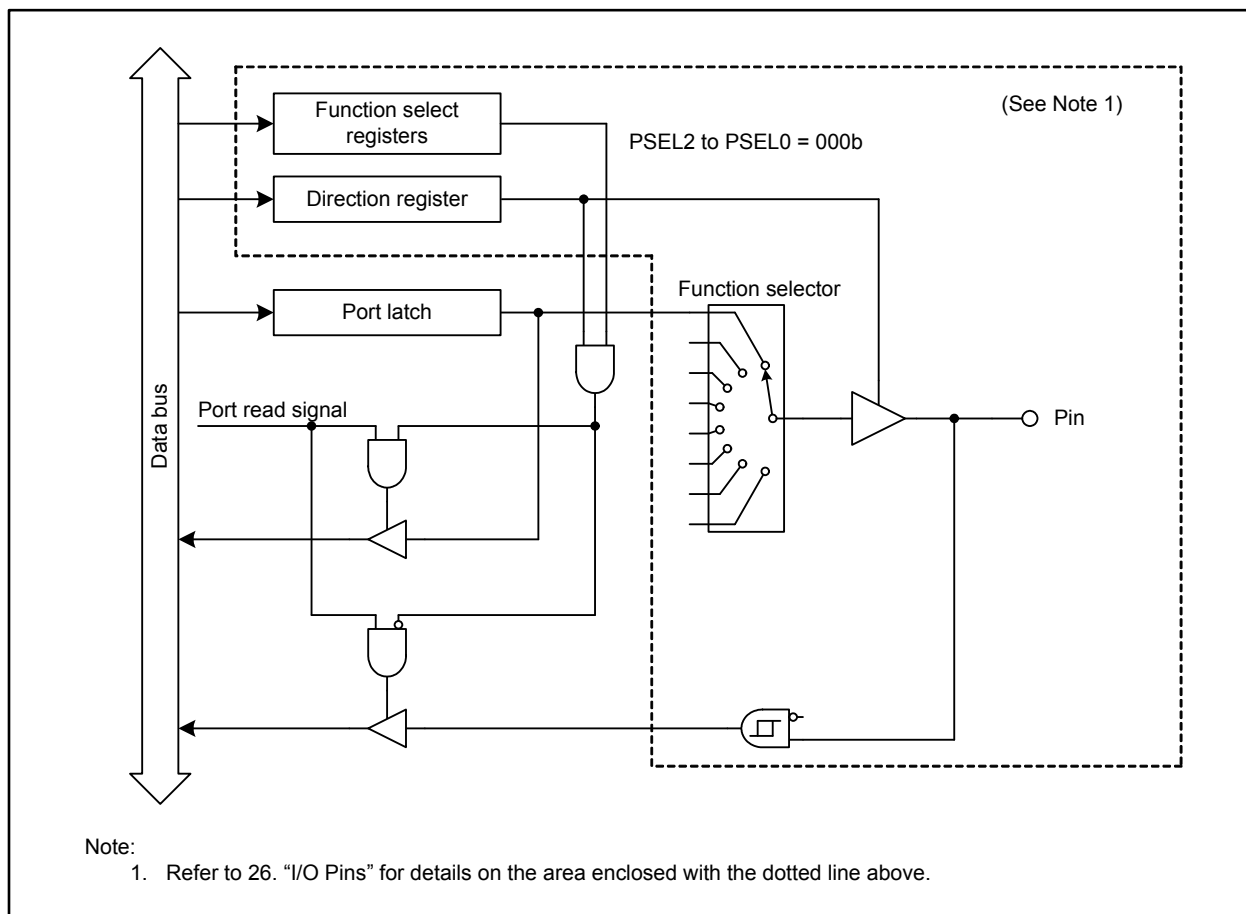 (See Note 1)
Function select
registers
PSEL2 to PSEL0 = 000b
Direction register
Function selector
Port latch
Port read signal
Data bus
Pin
Note:
1. Refer to 26. “I/O Pins” for details on the area enclosed with the dotted line above.